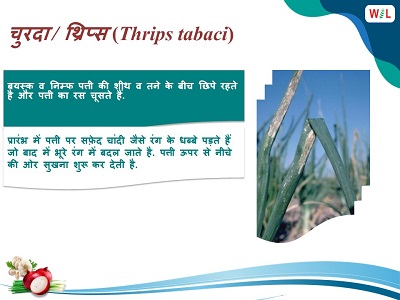 चुरदा/ थ्रिप्स (Thrips tabaci)
W L
बयस्क व निम्फ पत्ती की शीथ व तने के बीच छिपे रहते
है और पत्ती का रस चूसते हैं.
प्रारंभ में पत्ती पर सफ़ेद चांदी जैसे रंग के धब्बे पड़ते हैं
जो बाद में भूरे रंग में बदल जाते है. पत्ती ऊपर से नीचे
की ओर सुखना शुरू कर देती है.